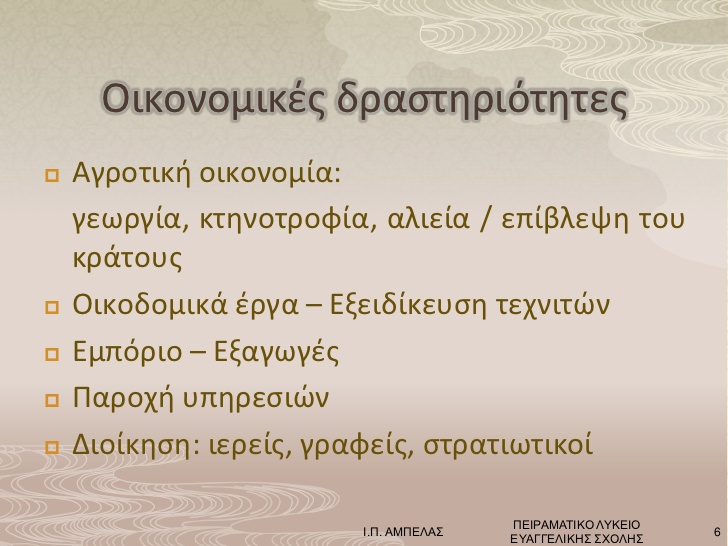 Οικονομικές δραστηριότητες
Αγροτική οικονομία:
γεωργία, κτηνοτροφία, αλιεία / επίβλεψη του
κράτους
Οικοδομικά έργα – Εξειδίκευση τεχνιτών
Εμπόριο – Εξαγωγές
Παροχή υπηρεσιών
Διοίκηση: ιερείς, γραφείς, στρατιωτικοί
Ι.Π. ΑΜΠΕΛΑΣ
ΠΕΙΡΑΜΑΤΙΚΟ ΛΥΚΕΙΟ
ΕΥΑΓΓΕΛΙΚΗΣ ΣΧΟΛΗΣ
6